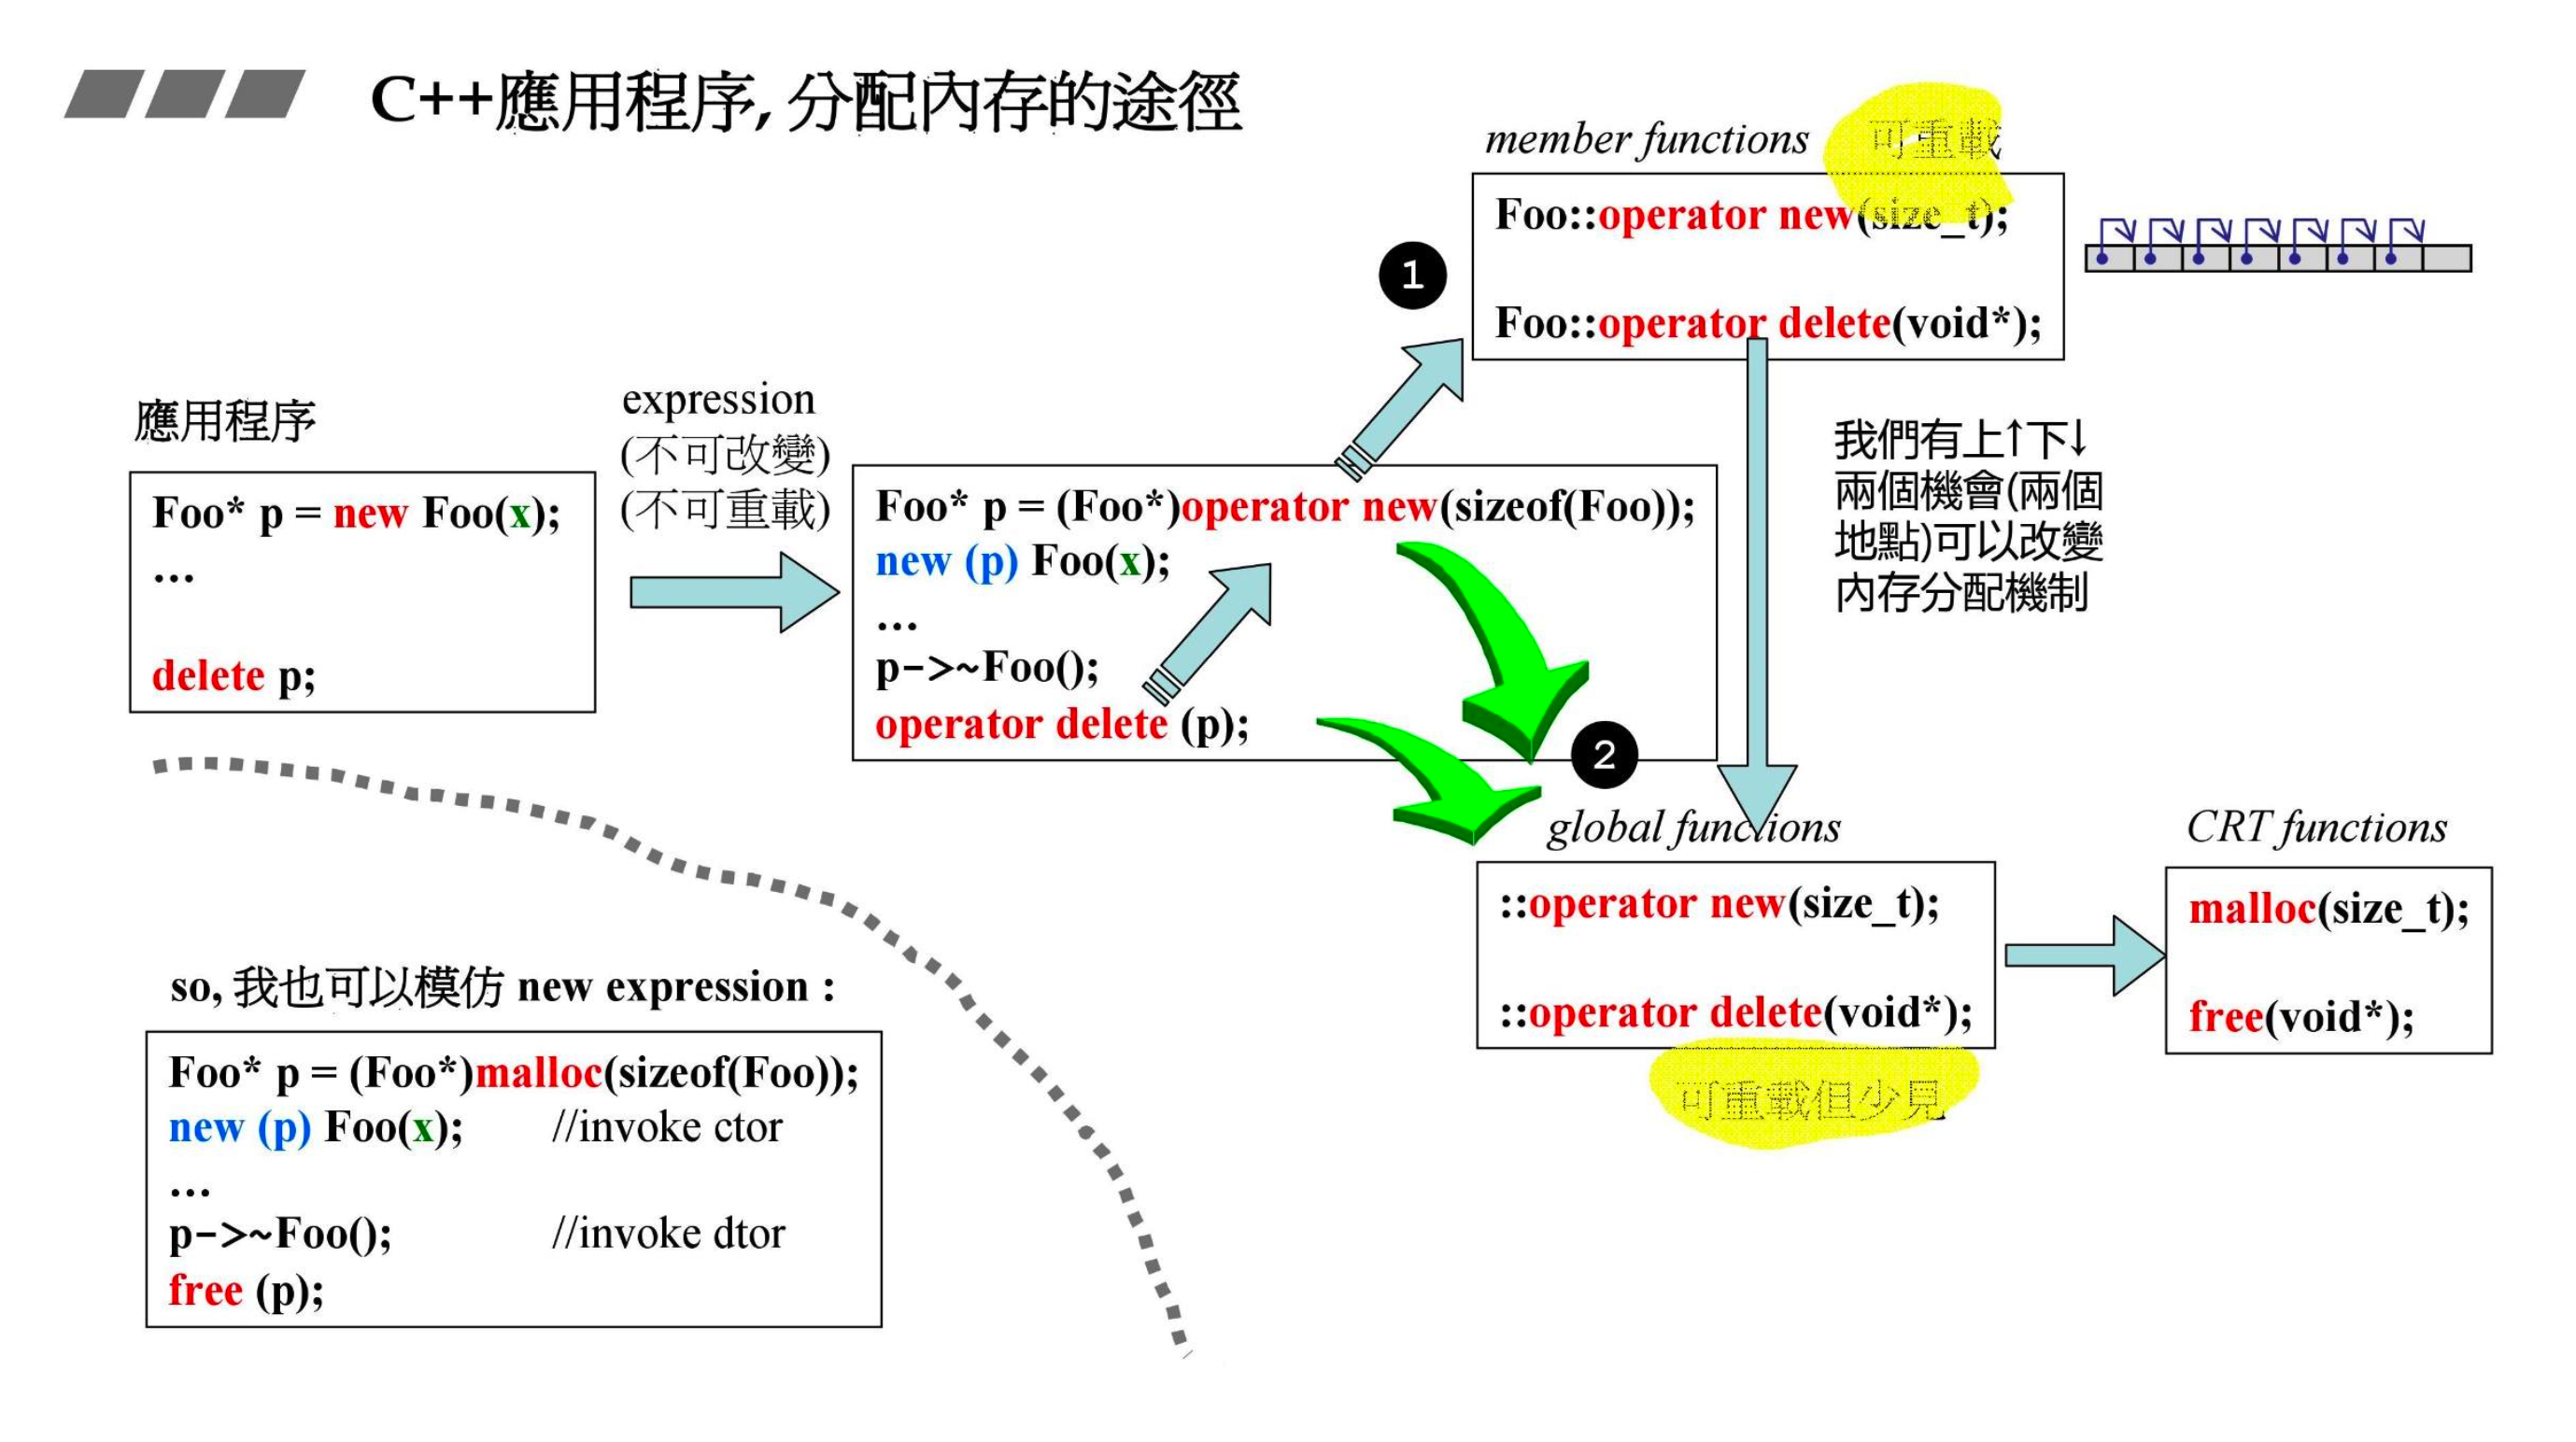 C++應用程序, 分配內存的途徑
member functions 可重載
Foo::operator new(size_t);
Foo::operator delete(void*);
1
應用程序
Foo* p = new Foo(x);
...
delete p;
expression
(不可改變)
(不可重載)
Foo* p = (Foo*)operator new(sizeof(Foo));
new (p) Foo(x);
...
p->~Foo();
operator delete (p);
我們有上↑下↓
兩個機會(兩個
地點)可以改變
內存分配機制
2
global functions
::operator new(size_t);
::operator delete(void*);
可重載但少見
CRT functions
malloc(size_t);
free(void*);
so, 我也可以模仿 new expression :
Foo* p = (Foo*)malloc(sizeof(Foo));
new (p) Foo(x); //invoke ctor
...
p->~Foo(); //invoke dtor
free (p);